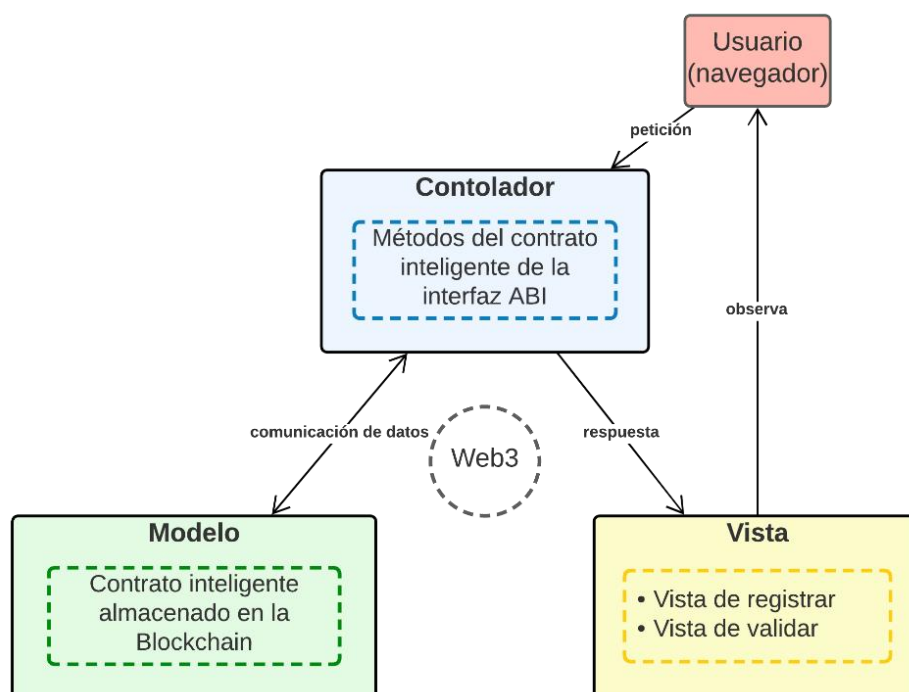 Usuario
(navegador)
petición
Contolador
Métodos del contrato
inteligente de la
interfaz ABI
observa
comunicación de datos
Web3
respuesta
Modelo
Contrato inteligente
almacenado en la
Blockchain
Vista
• Vista de registrar
• Vista de validar